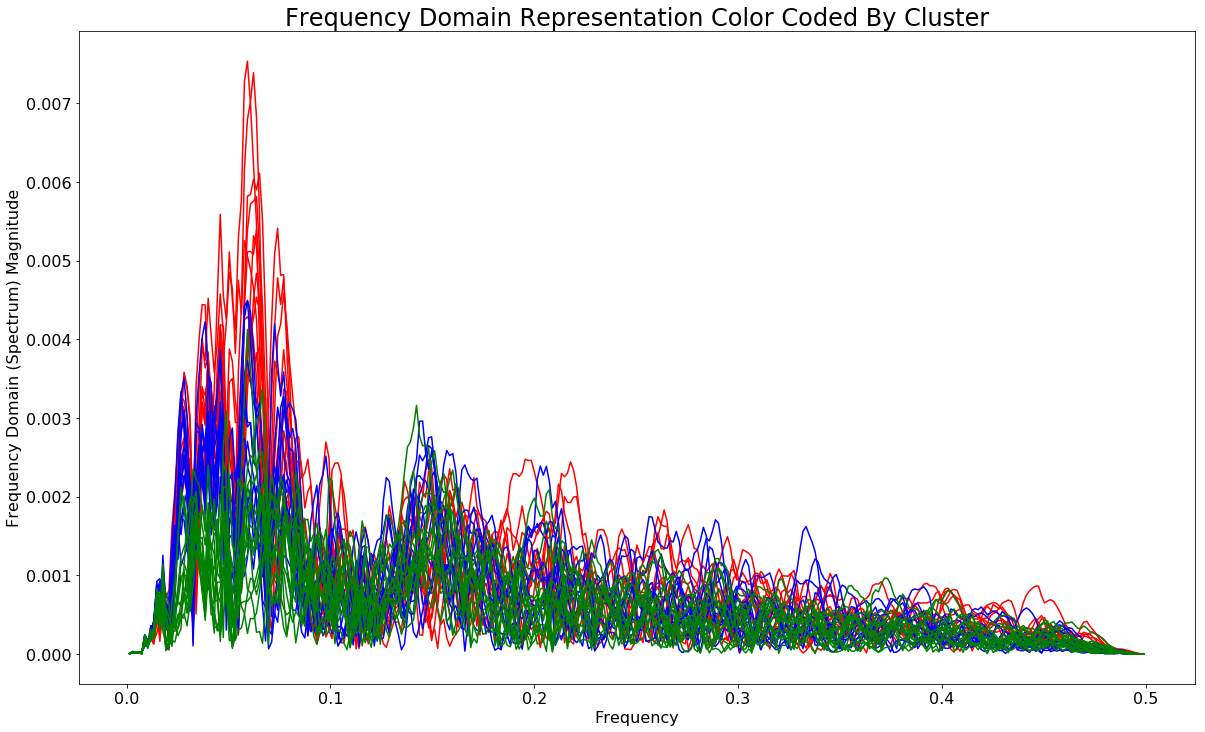 Frequency Domain Representation Color Coded By Cluster
Frequency Domain (Spectrum) Magnitude
0.007
0.006
0.005
0.004
0.003
0.002
0.001
0.000
0.0 0.1 0.2 0.3 0.4 0.5
Frequency